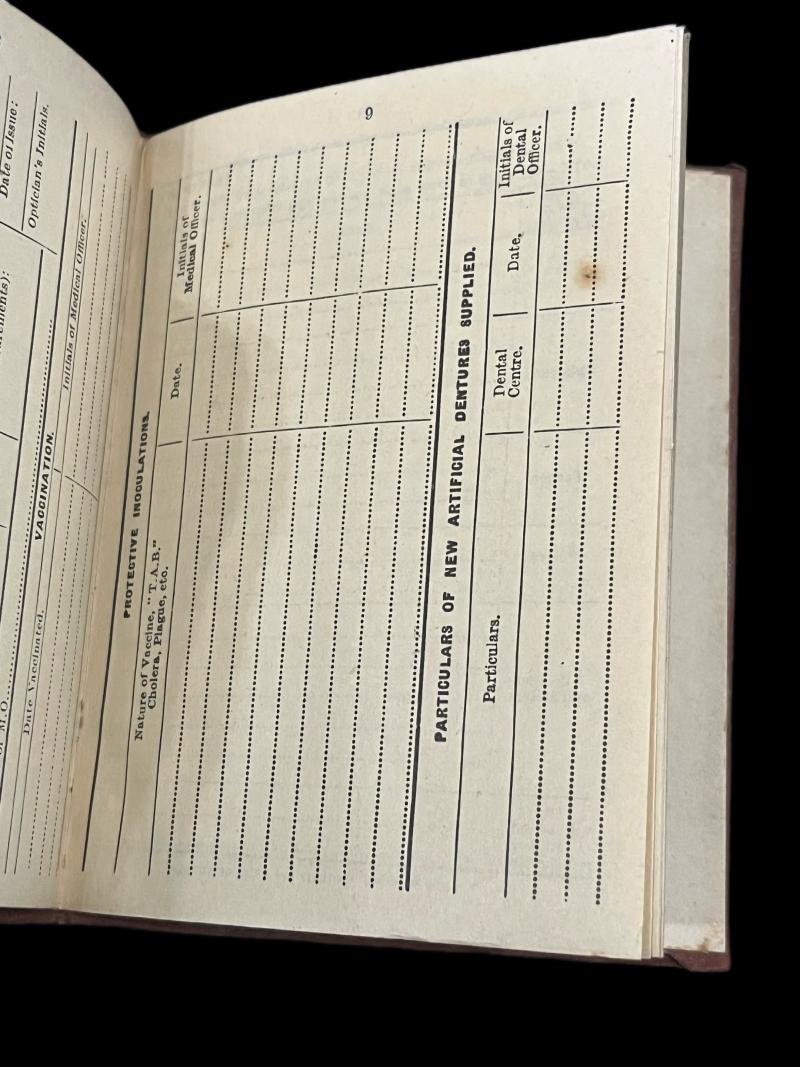 Date of Issue:
Optician's Initials.
VACCINATION.
Date Vaccinated.
Initials of Medical Officer.
9
PROTECTIVE INOCULATIONS.
Nature of Vaccine, "T.A.B."
Cholera, Plague, etc.
Date.
Initials of
Medical Officer.
PARTICULARS OF NEW ARTIFICIAL DENTURES SUPPLIED.
Particulars.
Dental
Centre.
Date.
Initials of
Dental
Officer.